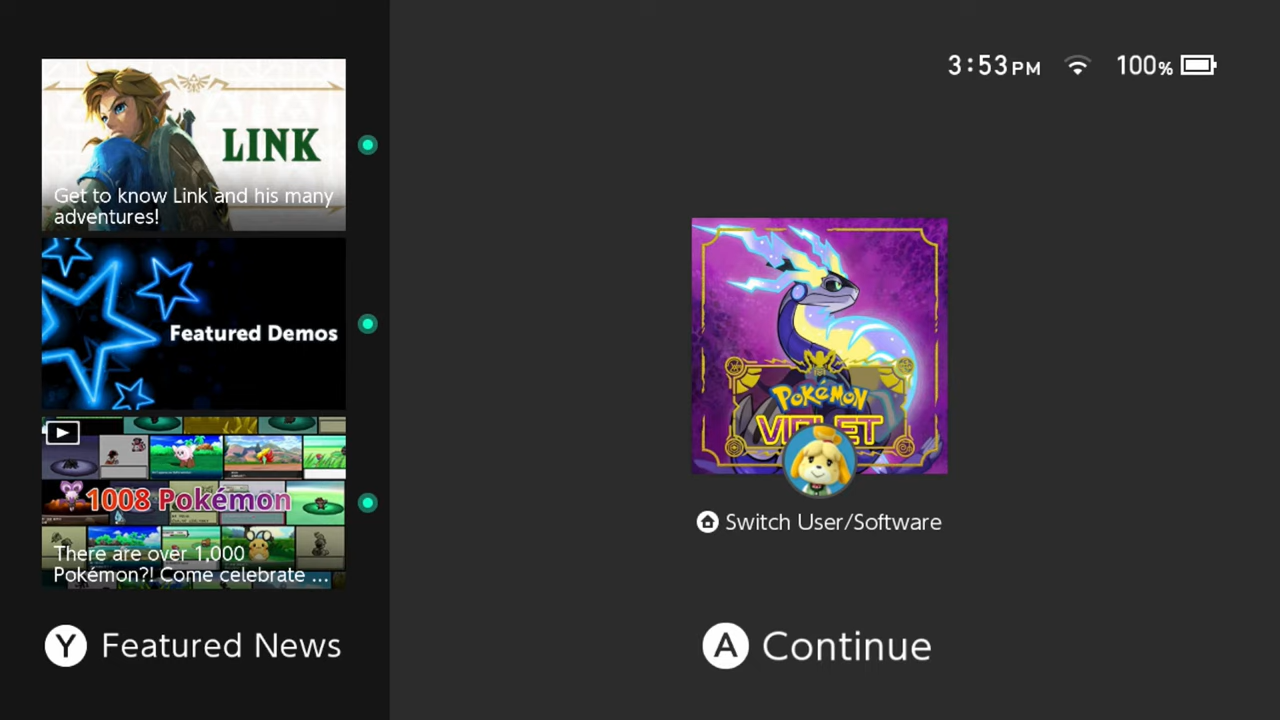 3:53PM 100%
LINK
Get to know Link and his many
adventures!
Featured Demos
1008 Pokémon
There are over 1,000
Pokémon?! Come celebrate ...
POKéMON
VIOLET
Switch User/Software
Y Featured News
A Continue